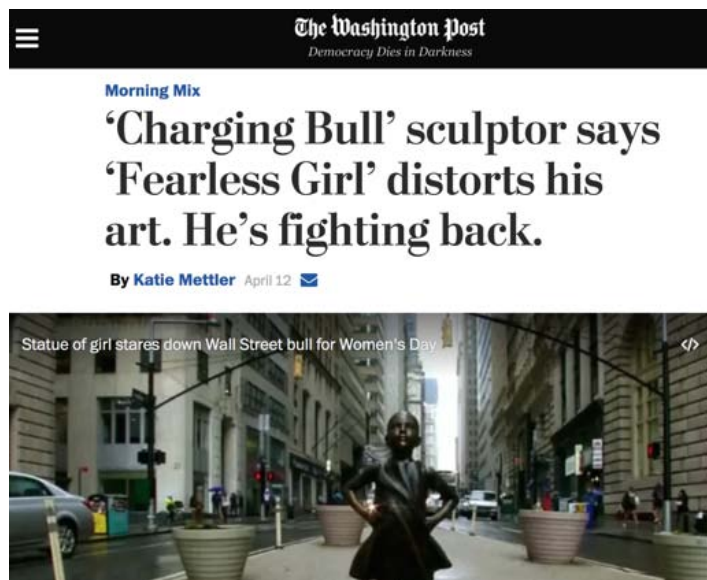 The Washington Post
Democracy Dies in Darkness
Morning Mix
‘Charging Bull’ sculptor says
‘Fearless Girl’ distorts his
art. He’s fighting back.
By Katie Mettler April 12
Statue of girl stares down Wall Street bull for Women's Day
</>